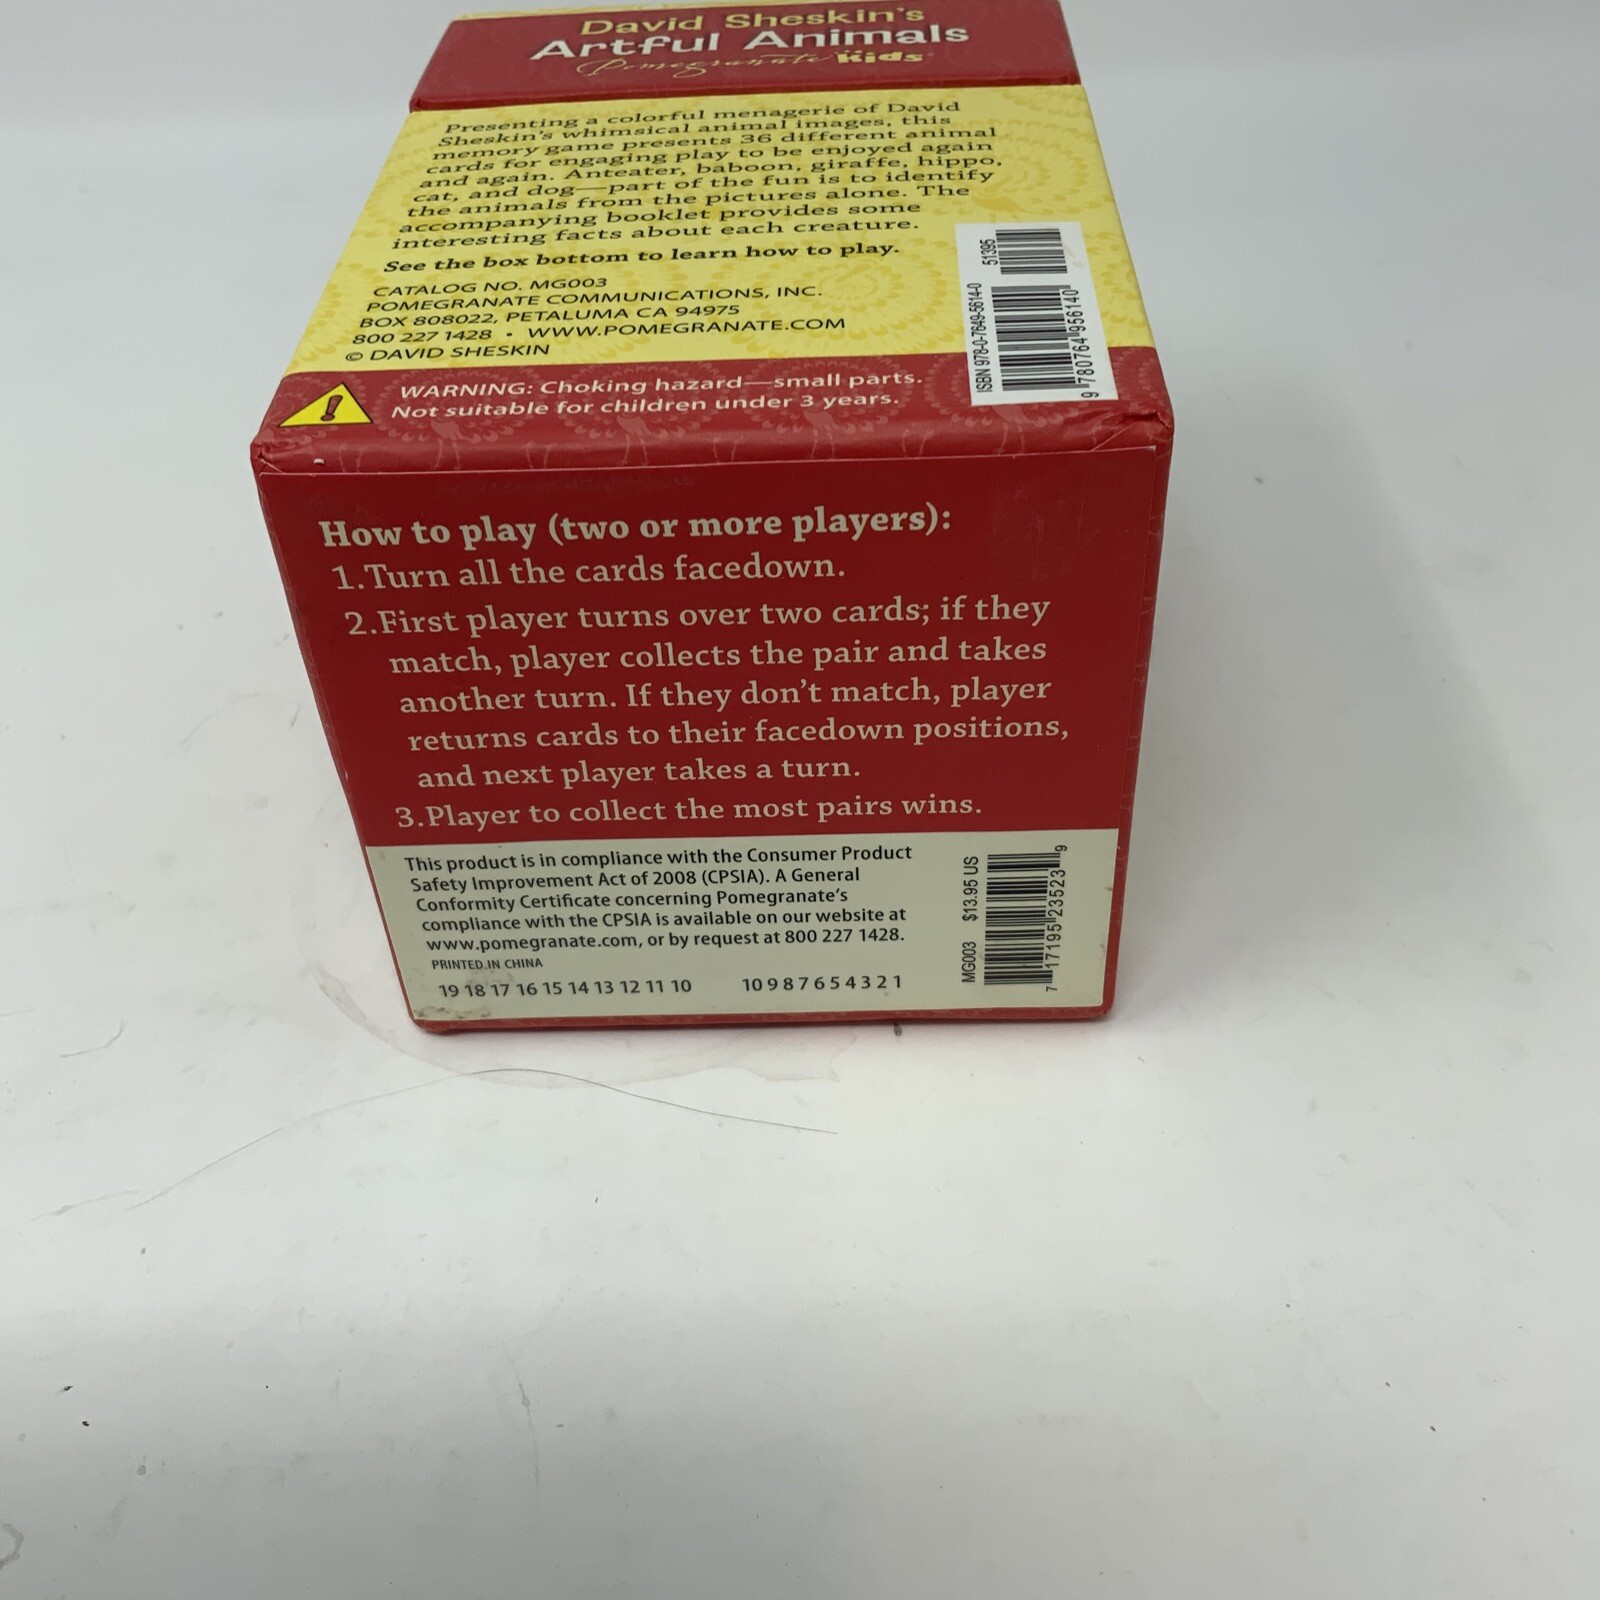 David Sheskin's
Artful Animals
Pomegranate Kids
Presenting a colorful menagerie of David
Sheskin's whimsical animal images, this
memory game presents 36 different animal
cards for engaging play to be enjoyed again
and again. Anteater, baboon, giraffe, hippo,
cat, and dog—part of the fun is to identify
the animals from the pictures alone. The
accompanying booklet provides some
interesting facts about each creature.
See the box bottom to learn how to play.
CATALOG NO. MG003
POMEGRANATE COMMUNICATIONS, INC.
BOX 808022, PETALUMA CA 94975
800 227 1428 • WWW.POMEGRANATE.COM
© DAVID SHESKIN
ISBN 978-0-7649-5614-0
51395
9 780764 956140
WARNING: Choking hazard—small parts.
Not suitable for children under 3 years.
How to play (two or more players):
1. Turn all the cards facedown.
2. First player turns over two cards; if they
match, player collects the pair and takes
another turn. If they don't match, player
returns cards to their facedown positions,
and next player takes a turn.
3. Player to collect the most pairs wins.
This product is in compliance with the Consumer Product
Safety Improvement Act of 2008 (CPSIA). A General
Conformity Certificate concerning Pomegranate's
compliance with the CPSIA is available on our website at
www.pomegranate.com, or by request at 800 227 1428.
PRINTED IN CHINA
19 18 17 16 15 14 13 12 11 10 10 9 8 7 6 5 4 3 2 1
MG003 $13.95 US
7 17195 23523 9